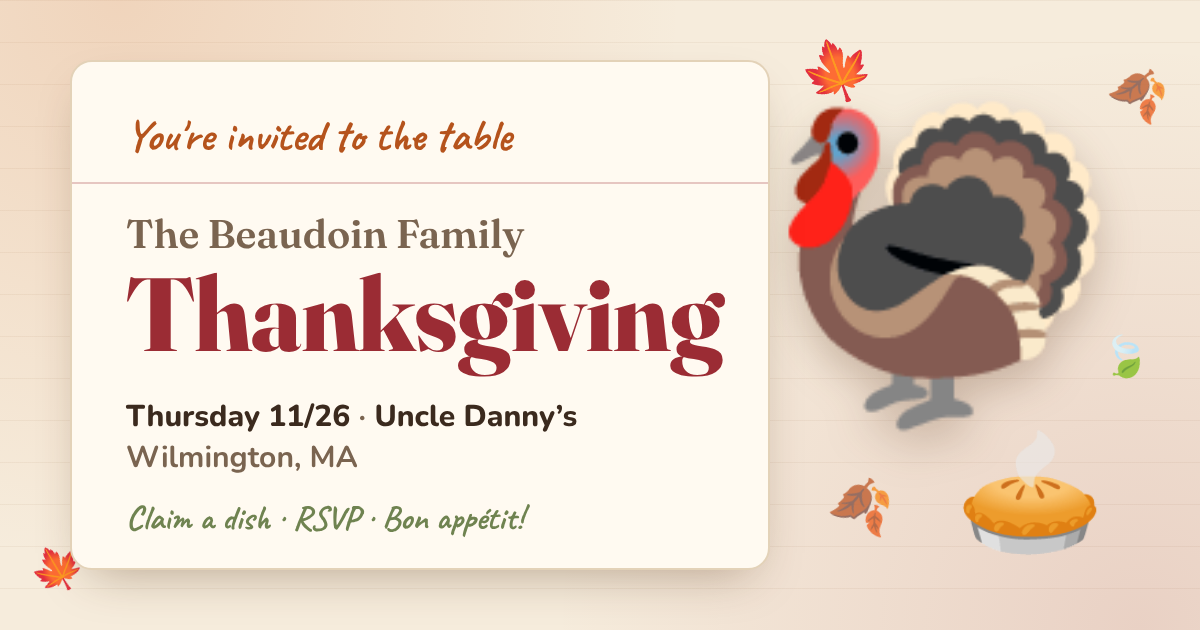 You're invited to the table
The Beaudoin Family
Thanksgiving
Thursday 11/26 · Uncle Danny’s
Wilmington, MA
Claim a dish · RSVP · Bon appétit!